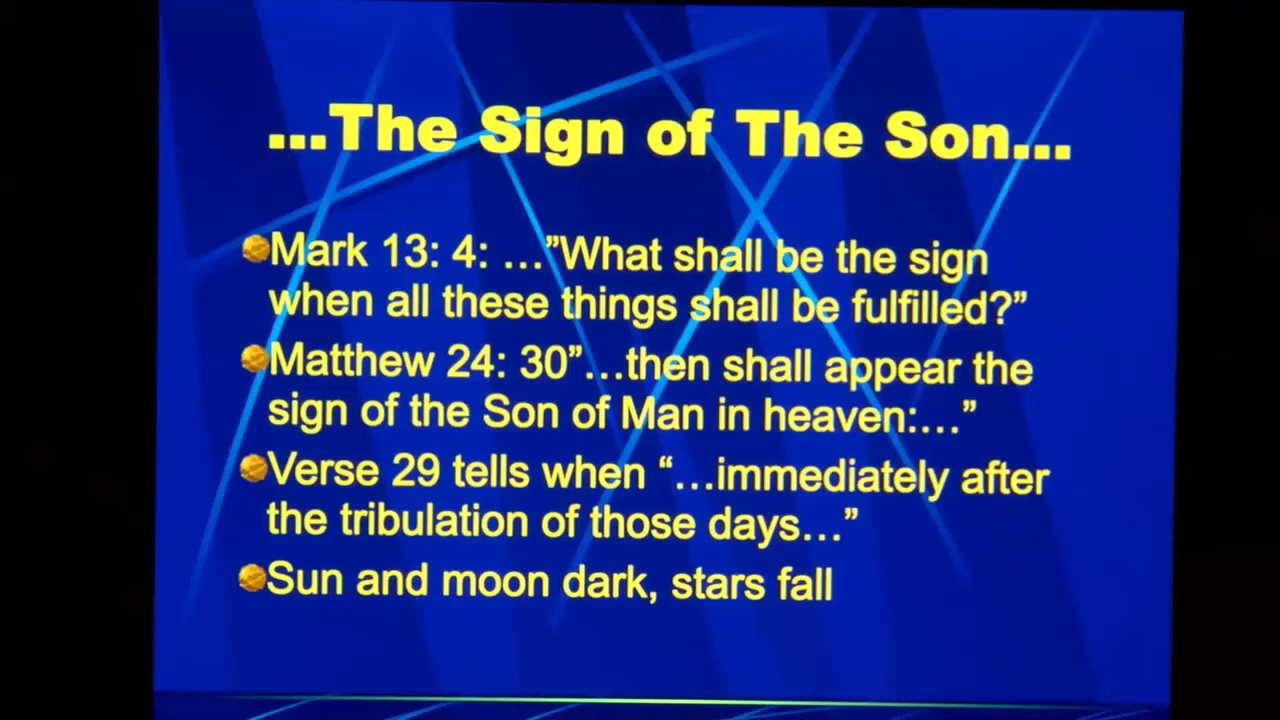 ...The Sign of The Son...
Mark 13: 4: ...”What shall be the sign
when all these things shall be fulfilled?”
Matthew 24: 30”...then shall appear the
sign of the Son of Man in heaven:...”
Verse 29 tells when “...immediately after
the tribulation of those days...”
Sun and moon dark, stars fall